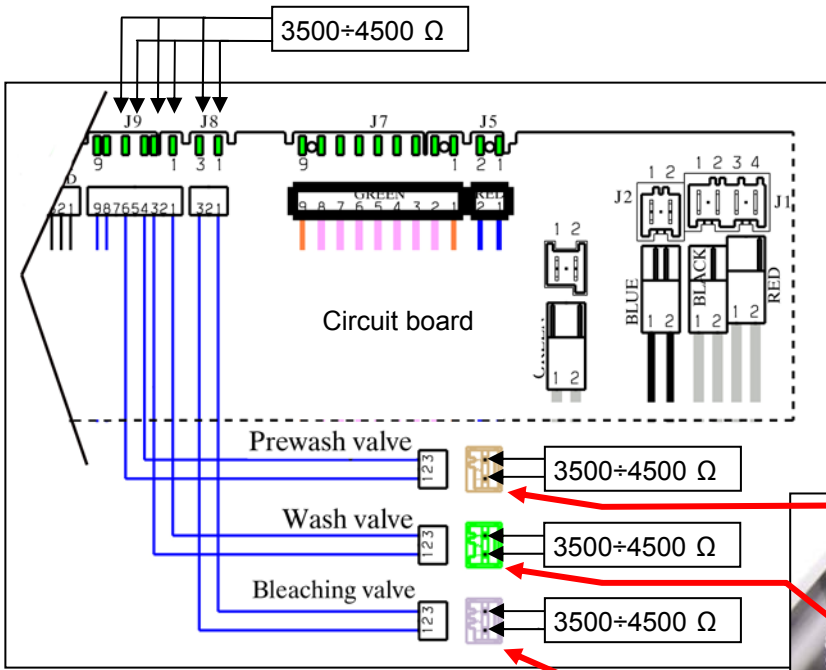 3500÷4500 Ω
J9
J8
J7
J5
9
1
3
1
9
1
2
1
1 2
1 2 3 4
J2
J1
D
2 1
987654321
321
GREEN
RED
9 8 7 6 5 4 3 2 1
2 1
1 2
BLUE
BLACK
RED
1 2
1 2
1 2
GREEN
1 2
Circuit board
Prewash valve
123
3500÷4500 Ω
Wash valve
123
3500÷4500 Ω
Bleaching valve
123
3500÷4500 Ω